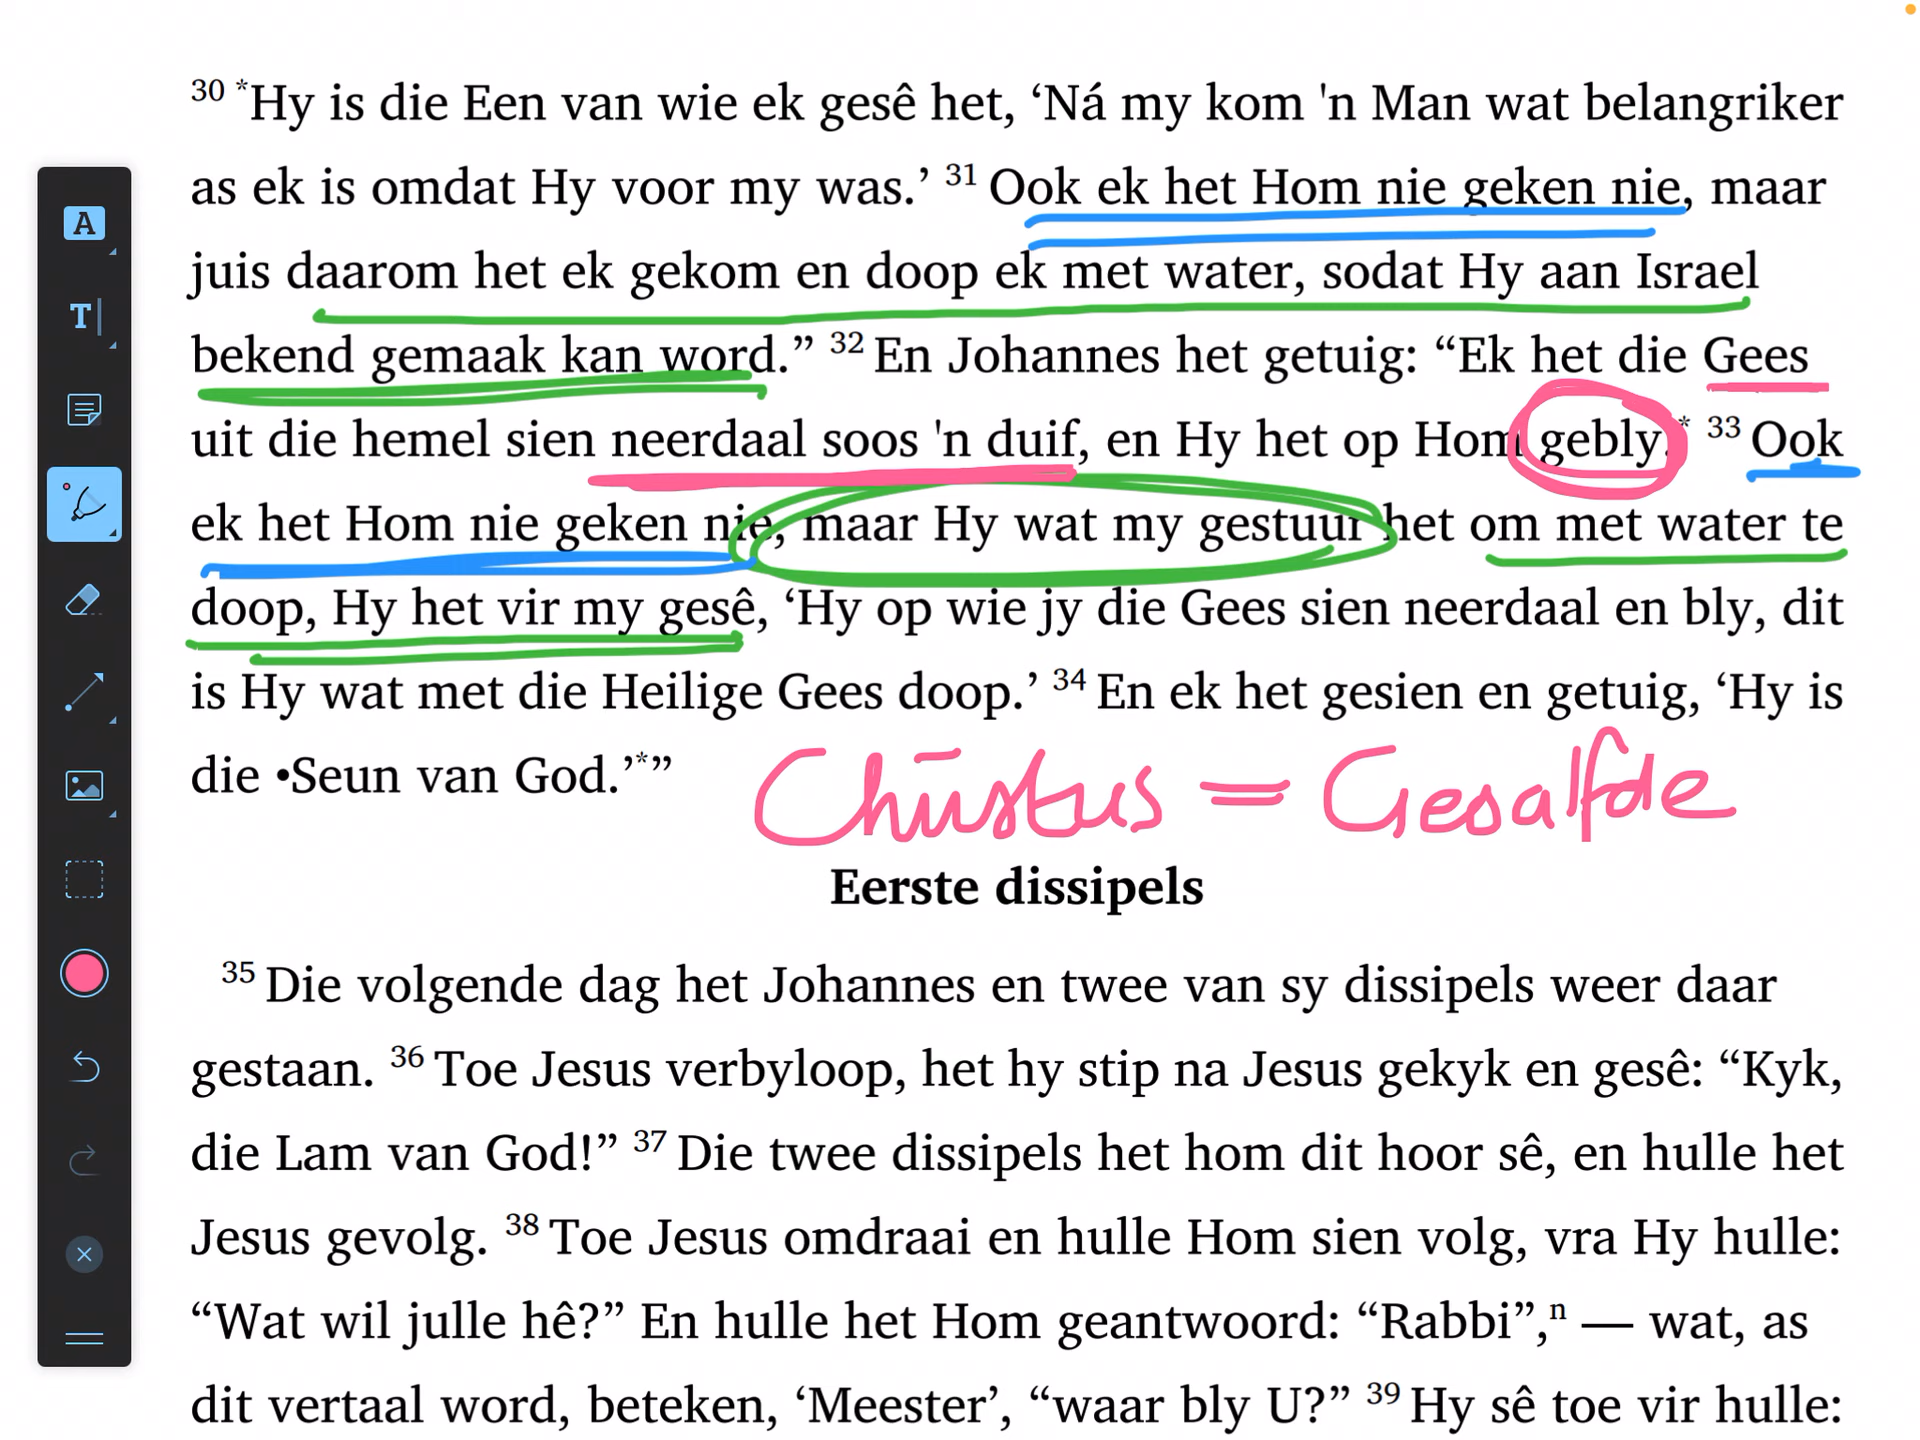 30 *Hy is die Een van wie ek gesê het, ‘Ná my kom 'n Man wat belangriker
as ek is omdat Hy voor my was.’ 31 Ook ek het Hom nie geken nie, maar
juis daarom het ek gekom en doop ek met water, sodat Hy aan Israel
bekend gemaak kan word.” 32 En Johannes het getuig: “Ek het die Gees
uit die hemel sien neerdaal soos 'n duif, en Hy het op Hom gebly.* 33 Ook
ek het Hom nie geken nie, maar Hy wat my gestuur het om met water te
doop, Hy het vir my gesê, ‘Hy op wie jy die Gees sien neerdaal en bly, dit
is Hy wat met die Heilige Gees doop.’ 34 En ek het gesien en getuig, ‘Hy is
die •Seun van God.’*”
Christus = Gesalfde
Eerste dissipels
35 Die volgende dag het Johannes en twee van sy dissipels weer daar
gestaan. 36 Toe Jesus verbyloop, het hy stip na Jesus gekyk en gesê: “Kyk,
die Lam van God!” 37 Die twee dissipels het hom dit hoor sê, en hulle het
Jesus gevolg. 38 Toe Jesus omdraai en hulle Hom sien volg, vra Hy hulle:
“Wat wil julle hê?” En hulle het Hom geantwoord: “Rabbi”,n — wat, as
dit vertaal word, beteken, ‘Meester’, “waar bly U?” 39 Hy sê toe vir hulle:
A
T